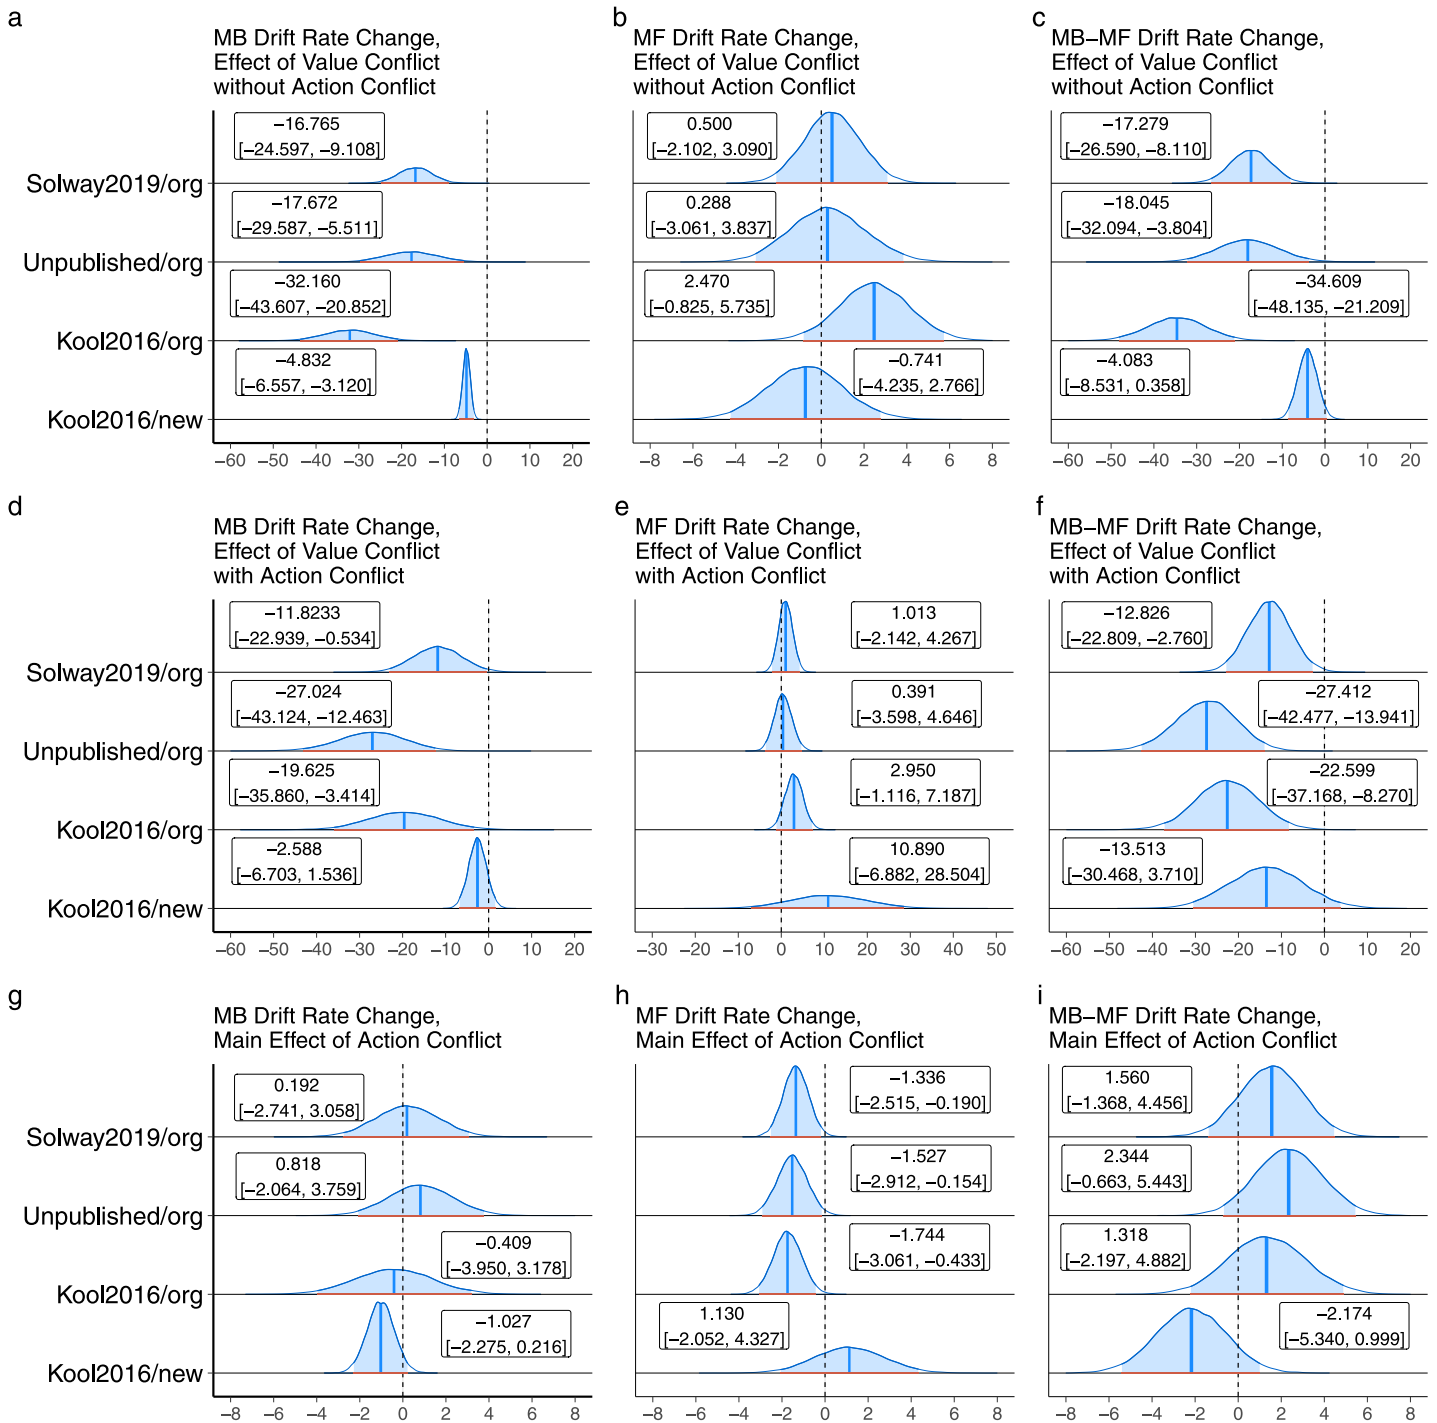 a
MB Drift Rate Change,
Effect of Value Conflict
without Action Conflict
−16.765
[−24.597, −9.108]
Solway2019/org
−17.672
[−29.587, −5.511]
Unpublished/org
−32.160
[−43.607, −20.852]
Kool2016/org
−4.832
[−6.557, −3.120]
Kool2016/new
−60 −50 −40 −30 −20 −10 0 10 20
b
MF Drift Rate Change,
Effect of Value Conflict
without Action Conflict
0.500
[−2.102, 3.090]
0.288
[−3.061, 3.837]
2.470
[−0.825, 5.735]
−0.741
[−4.235, 2.766]
−8 −6 −4 −2 0 2 4 6 8
c
MB−MF Drift Rate Change,
Effect of Value Conflict
without Action Conflict
−17.279
[−26.590, −8.110]
−18.045
[−32.094, −3.804]
−34.609
[−48.135, −21.209]
−4.083
[−8.531, 0.358]
−60 −50 −40 −30 −20 −10 0 10 20
d
MB Drift Rate Change,
Effect of Value Conflict
with Action Conflict
−11.8233
[−22.939, −0.534]
Solway2019/org
−27.024
[−43.124, −12.463]
Unpublished/org
−19.625
[−35.860, −3.414]
Kool2016/org
−2.588
[−6.703, 1.536]
Kool2016/new
−60 −50 −40 −30 −20 −10 0 10 20
e
MF Drift Rate Change,
Effect of Value Conflict
with Action Conflict
1.013
[−2.142, 4.267]
0.391
[−3.598, 4.646]
2.950
[−1.116, 7.187]
10.890
[−6.882, 28.504]
−30 −20 −10 0 10 20 30 40 50
f
MB−MF Drift Rate Change,
Effect of Value Conflict
with Action Conflict
−12.826
[−22.809, −2.760]
−27.412
[−42.477, −13.941]
−22.599
[−37.168, −8.270]
−13.513
[−30.468, 3.710]
−60 −50 −40 −30 −20 −10 0 10 20
g
MB Drift Rate Change,
Main Effect of Action Conflict
0.192
[−2.741, 3.058]
Solway2019/org
0.818
[−2.064, 3.759]
Unpublished/org
−0.409
[−3.950, 3.178]
Kool2016/org
−1.027
[−2.275, 0.216]
Kool2016/new
−8 −6 −4 −2 0 2 4 6 8
h
MF Drift Rate Change,
Main Effect of Action Conflict
−1.336
[−2.515, −0.190]
−1.527
[−2.912, −0.154]
−1.744
[−3.061, −0.433]
1.130
[−2.052, 4.327]
−8 −6 −4 −2 0 2 4 6 8
i
MB−MF Drift Rate Change,
Main Effect of Action Conflict
1.560
[−1.368, 4.456]
2.344
[−0.663, 5.443]
1.318
[−2.197, 4.882]
−2.174
[−5.340, 0.999]
−8 −6 −4 −2 0 2 4 6 8